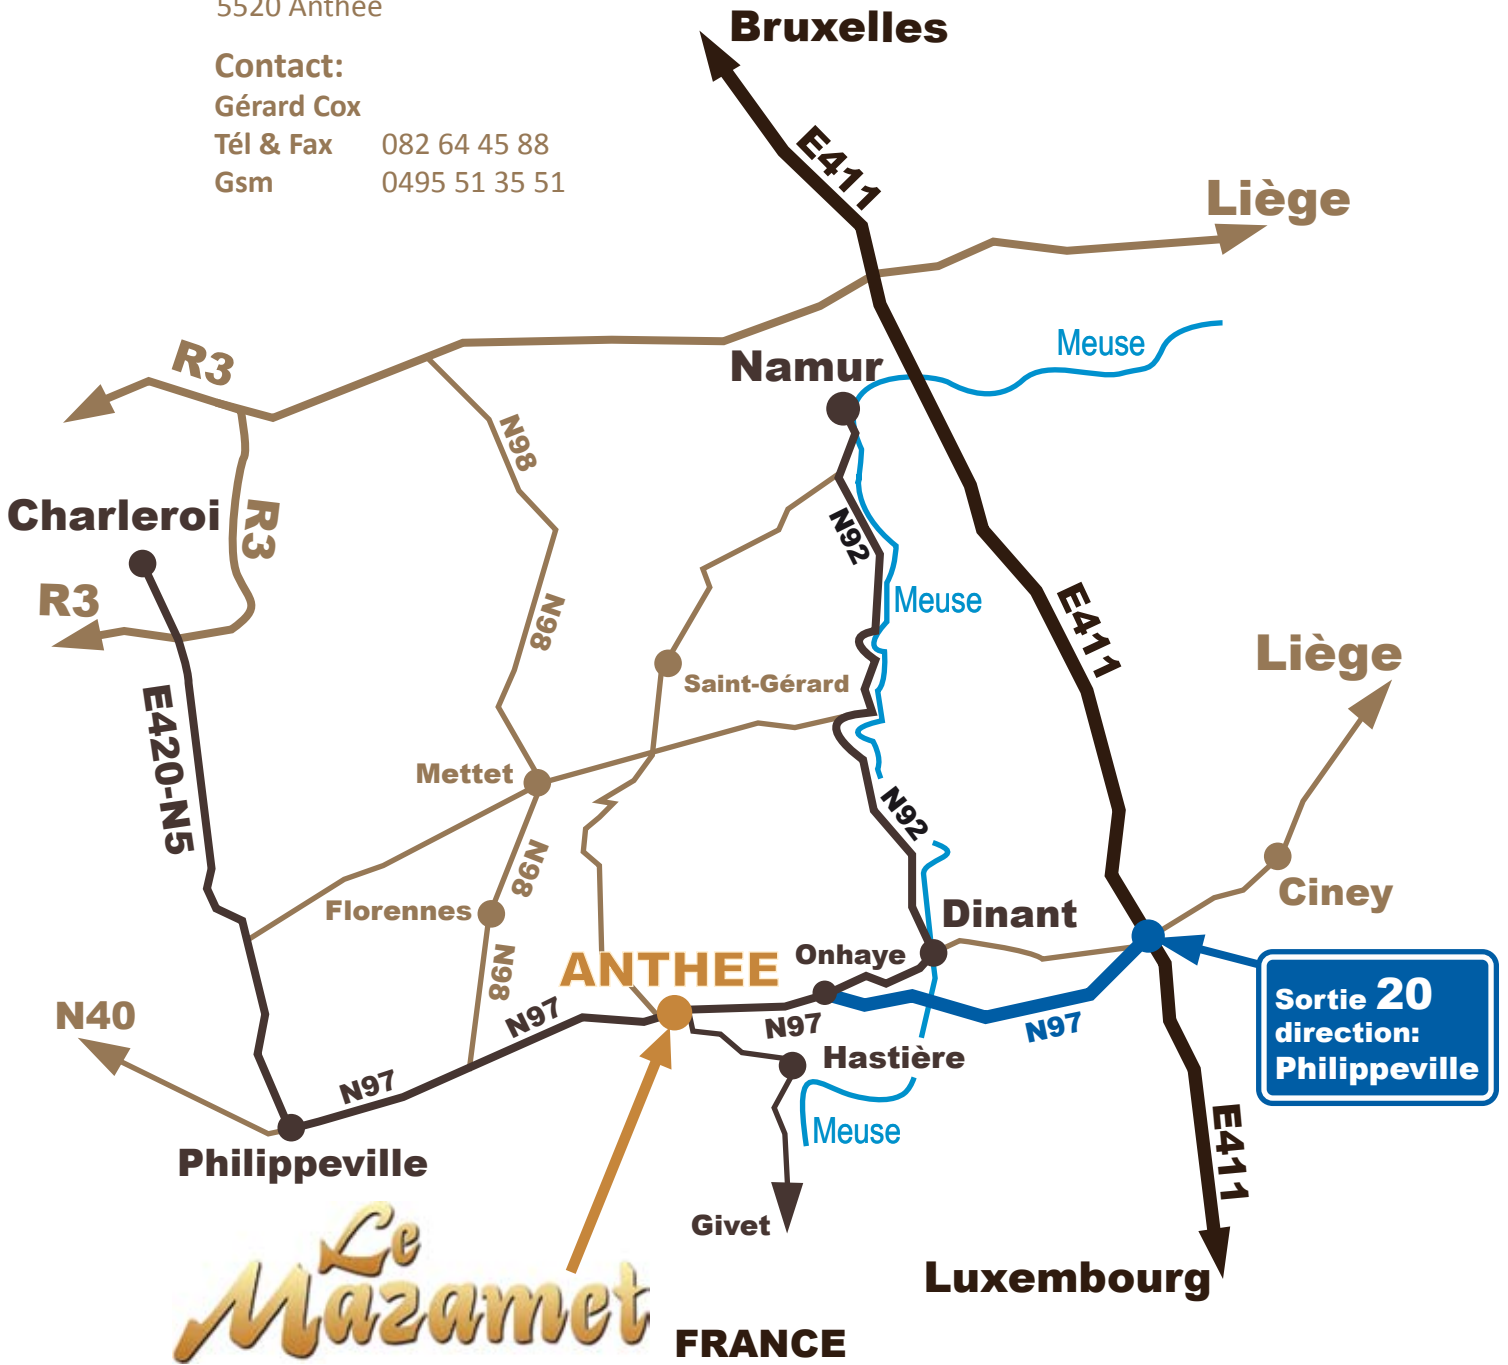 5520 Anthée
Contact:
Gérard Cox
Tél & Fax 082 64 45 88
Gsm 0495 51 35 51
Bruxelles
E411
Liège
R3
Meuse
Namur
N98
Charleroi
R3
N92
R3
Meuse
N98
E411
Liège
Saint-Gérard
E420-N5
Mettet
N92
N98
Ciney
Florennes
Dinant
Onhaye
ANTHEE
N98
Sortie 20
direction:
Philippeville
N40
N97
N97
N97
Hastière
N97
Meuse
E411
Philippeville
Givet
Le
Mazamet
Luxembourg
FRANCE